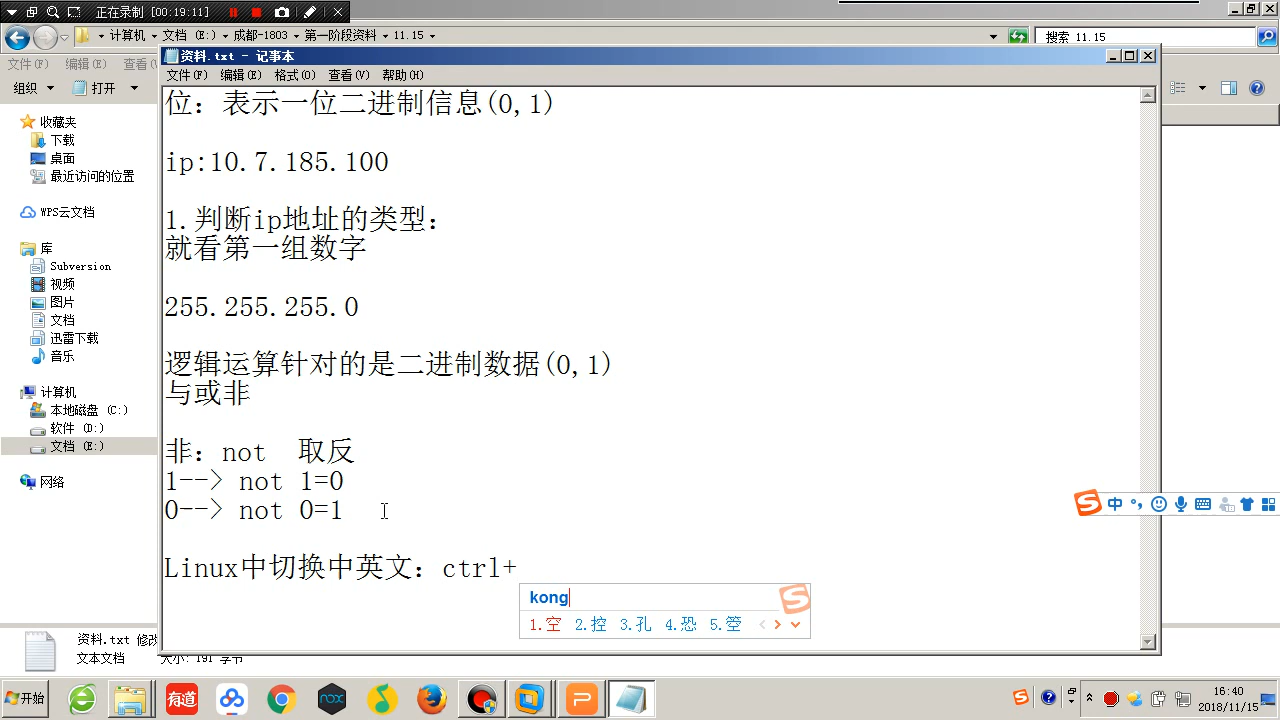 正在录制 [00:19:11]
计算机 文档 (E:) 成都-1803 第一阶段资料 11.15
搜索 11.15
文件(F) 编辑(E) 查看(
组织 打开
收藏夹
下载
桌面
最近访问的位置
WPS云文档
库
Subversion
视频
图片
文档
迅雷下载
音乐
计算机
本地磁盘 (C:)
软件 (D:)
文档 (E:)
网络
资料.txt - 记事本
文件(F) 编辑(E) 格式(O) 查看(V) 帮助(H)
位：表示一位二进制信息(0,1)
ip:10.7.185.100
1.判断ip地址的类型：
就看第一组数字
255.255.255.0
逻辑运算针对的是二进制数据(0,1)
与或非
非：not 取反
1--> not 1=0
0--> not 0=1
Linux中切换中英文：ctrl+
kong
1.空 2.控 3.孔 4.恐 5.箜
中
资料.txt 修改
文本文档 大小: 191 字节
开始 有道 nox
16:40
2018/11/15